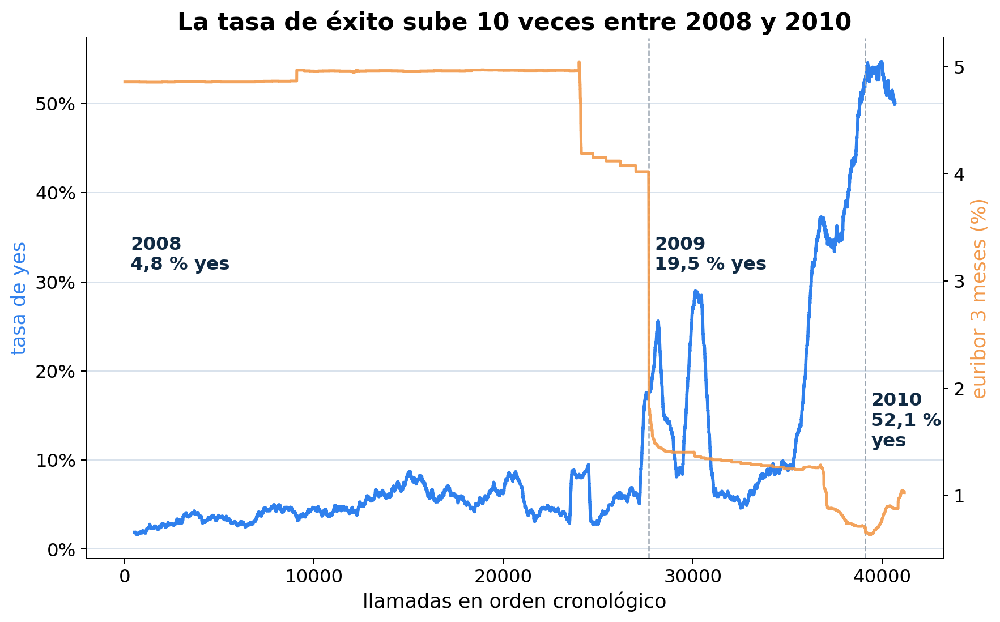 La tasa de éxito sube 10 veces entre 2008 y 2010
tasa de yes
50%
40%
30%
20%
10%
0%
2008
4,8 % yes
2009
19,5 % yes
2010
52,1 %
yes
5
4
3
2
1
euribor 3 meses (%)
0
10000
20000
30000
40000
llamadas en orden cronológico